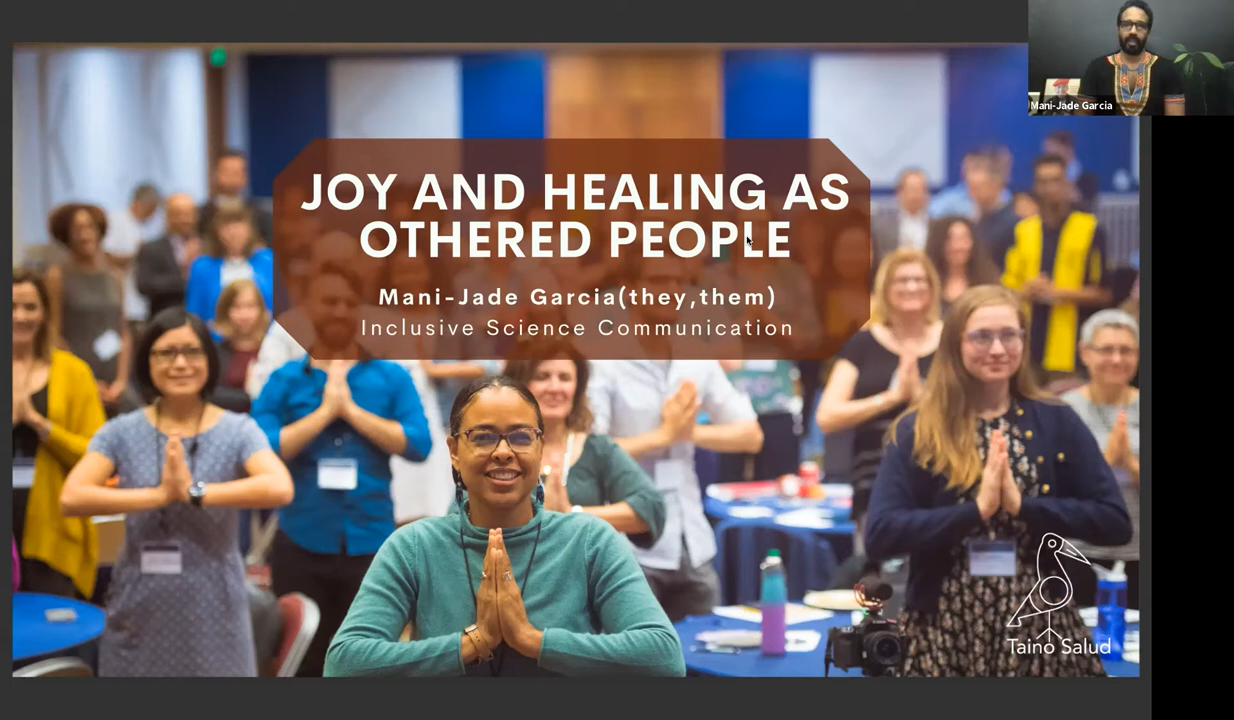 Mani-Jade Garcia
JOY AND HEALING AS
OTHERED PEOPLE
Mani-Jade Garcia(they,them)
Inclusive Science Communication
Taino Salud